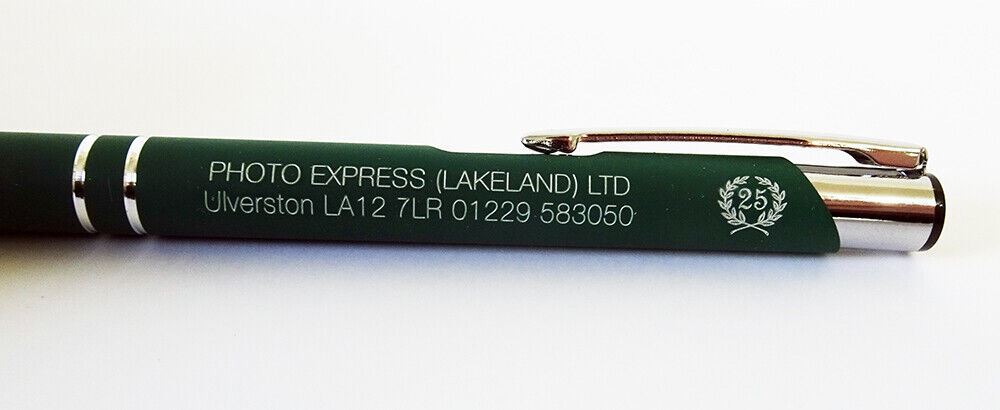 PHOTO EXPRESS (LAKELAND) LTD
Ulverston LA12 7LR 01229 583050
25